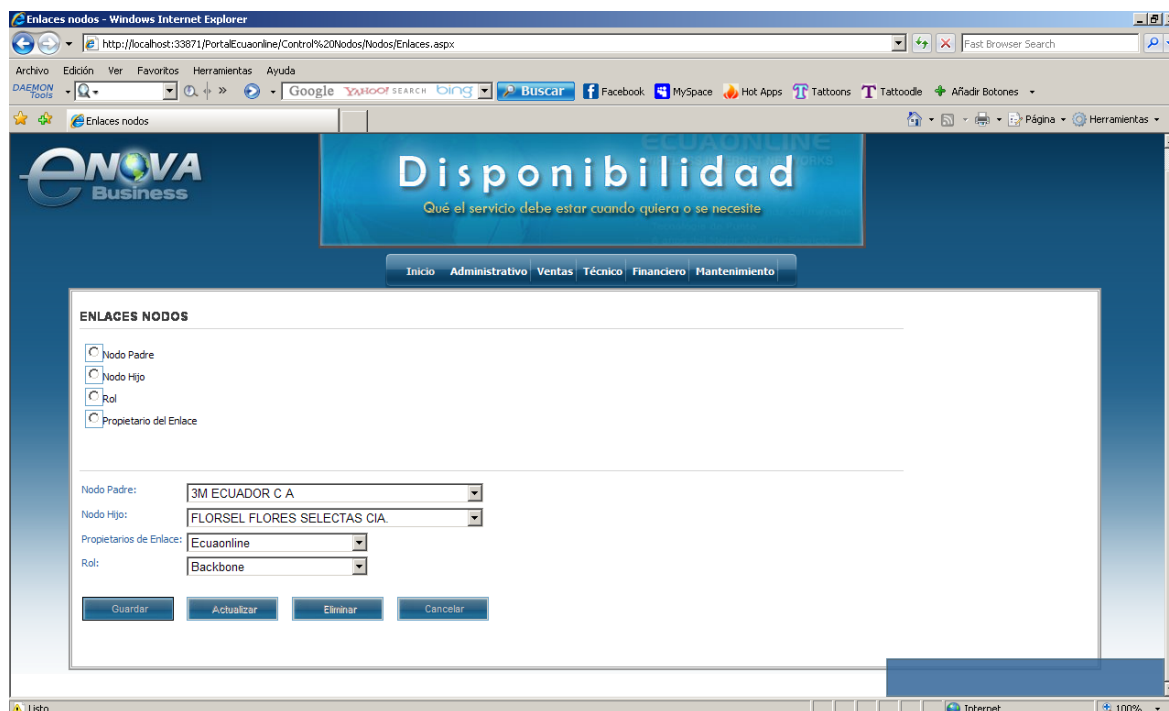 Enlaces nodos - Windows Internet Explorer
http://localhost:33871/PortalEcuaonline/Control%20Nodos/Nodos/Enlaces.aspx Fast Browser Search
Archivo Edición Ver Favoritos Herramientas Ayuda
DAEMON Tools Google YAHOO! SEARCH bing Buscar Facebook MySpace Hot Apps Tattoons Tattoodle Añadir Botones
Enlaces nodos Página Herramientas
ECUAONLINE
eNOVA
Business
Disponibilidad
Qué el servicio debe estar cuando quiera o se necesite
Inicio Administrativo Ventas Técnico Financiero Mantenimiento
ENLACES NODOS
Nodo Padre
Nodo Hijo
Rol
Propietario del Enlace
Nodo Padre: 3M ECUADOR C A
Nodo Hijo: FLORSEL FLORES SELECTAS CIA.
Propietarios de Enlace: Ecuaonline
Rol: Backbone
Guardar Actualizar Eliminar Cancelar
Listo Internet 100%